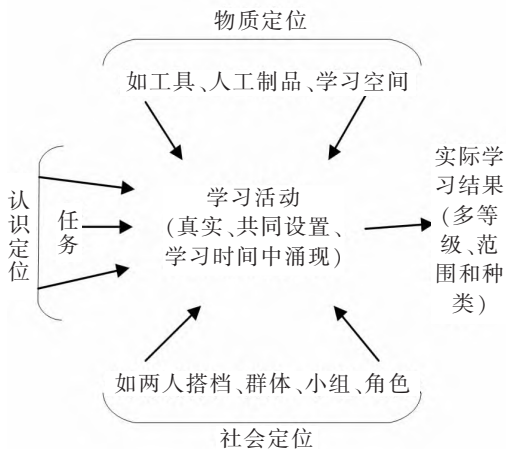 物质定位
如工具、人工制品、学习空间
认识定位
任务
学习活动
(真实、共同设置、
学习时间中涌现)
实际学
习结果
(多等
级、范
围和种
类)
如两人搭档、群体、小组、角色
社会定位